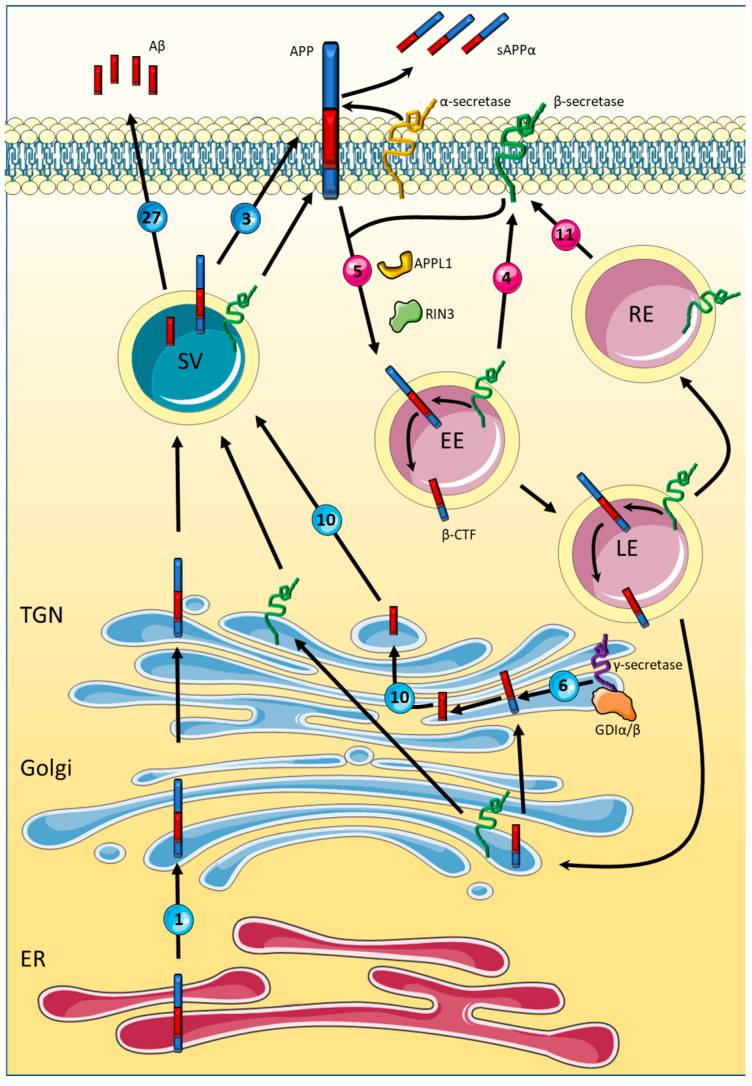 Aβ
APP
sAPPα
α-secretase
β-secretase
27
3
5
APPL1
RIN3
4
11
RE
SV
EE
β-CTF
LE
10
TGN
γ-secretase
6
10
GDIα/β
Golgi
1
ER